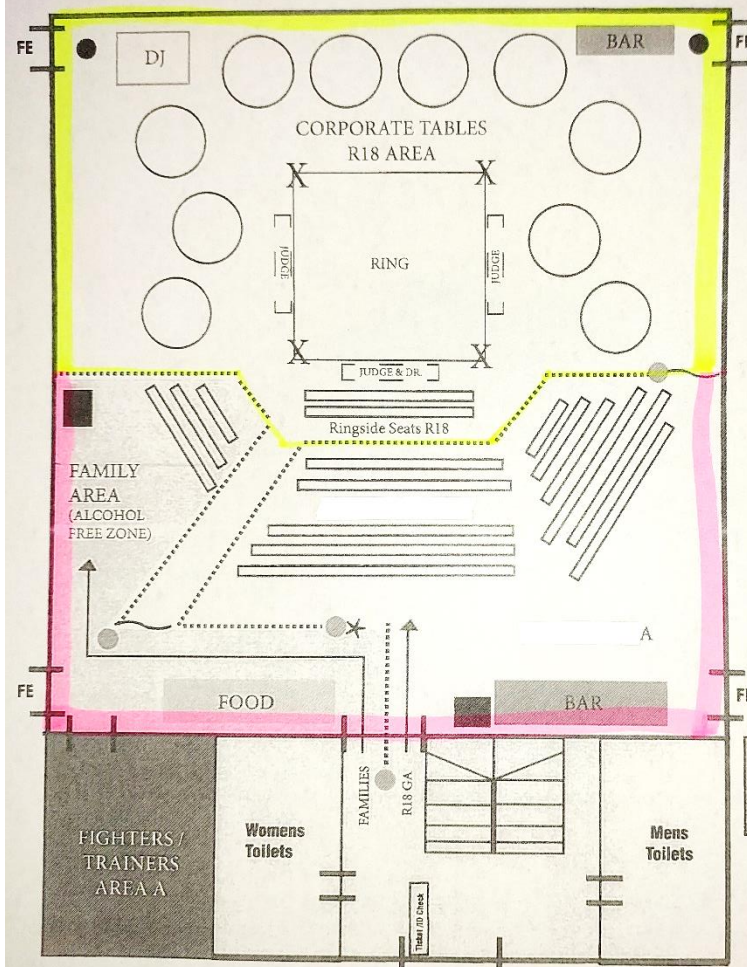 FE
DJ
BAR
FE
CORPORATE TABLES
R18 AREA
X
X
JUDGE
RING
JUDGE
X
X
JUDGE & DR.
Ringside Seats R18
FAMILY
AREA
(ALCOHOL
FREE ZONE)
A
FE
FOOD
BAR
FE
FAMILIES
R18 GA
FIGHTERS /
TRAINERS
AREA A
Womens
Toilets
Mens
Toilets
Ticket /ID Check